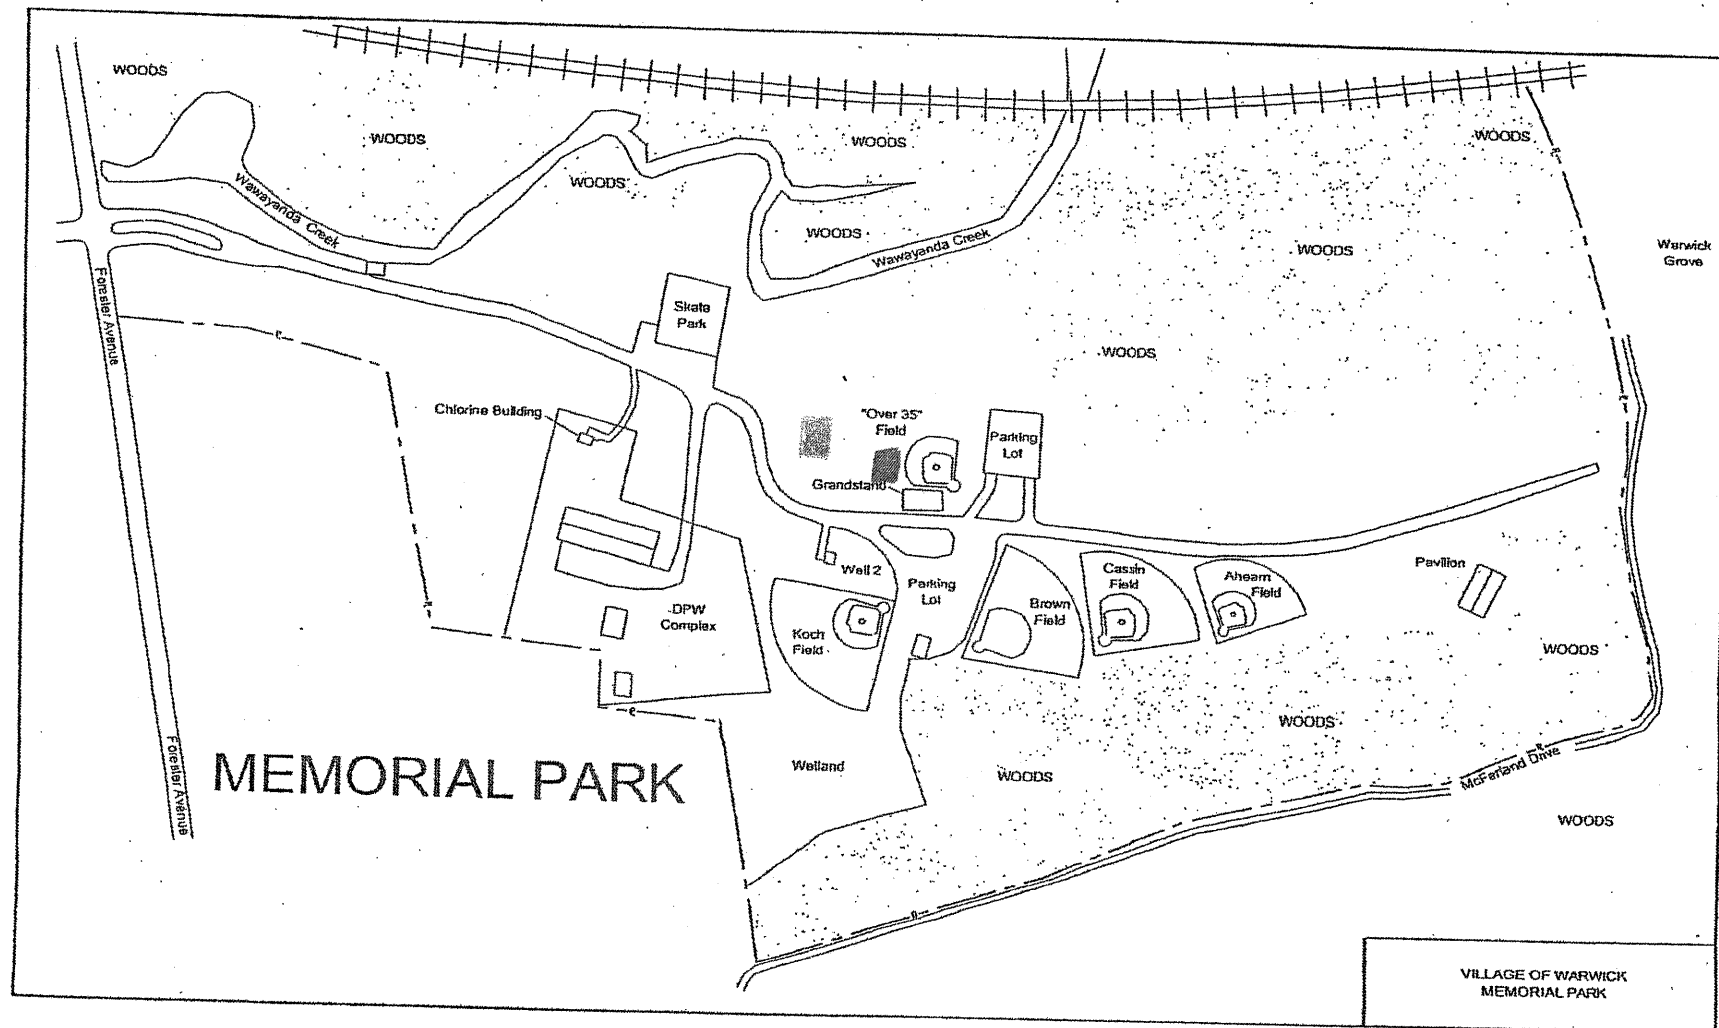 WOODS
WOODS
WOODS
WOODS
WOODS
Wawayanda Creek
WOODS
Wawayanda Creek
WOODS
Warwick
Grove
Forester Avenue
Skate
Park
WOODS
Chlorine Building
"Over 35"
Field
Parking
Lot
Grandstand
Well 2
Parking
Lot
Cassin
Field
Ahearn
Field
Pavilion
Brown
Field
DPW
Complex
Koch
Field
WOODS
WOODS
Forester Avenue
MEMORIAL PARK
Wetland
WOODS
McFarland Drive
WOODS
VILLAGE OF WARWICK
MEMORIAL PARK